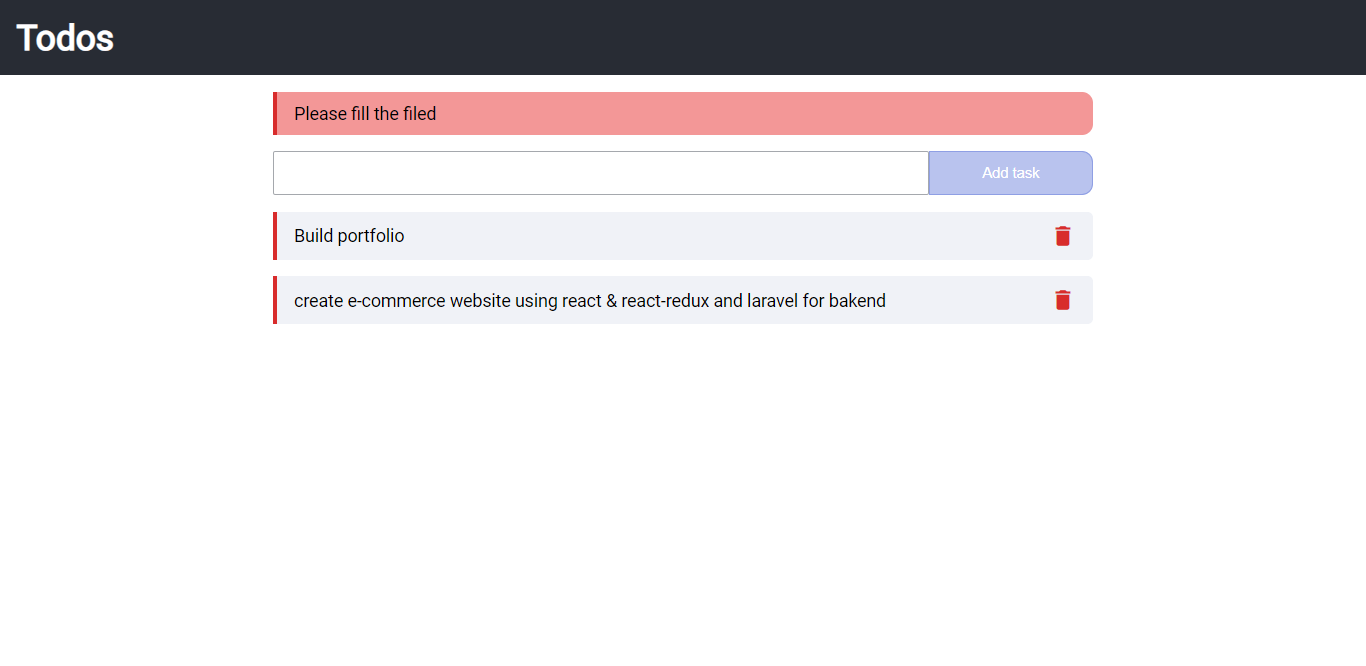 Todos
Please fill the filed
Add task
Build portfolio
create e-commerce website using react & react-redux and laravel for bakend